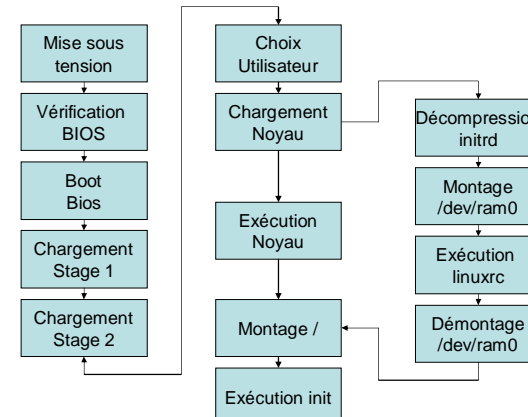 Mise sous
tension
Vérification
BIOS
Boot
Bios
Chargement
Stage 1
Chargement
Stage 2
Choix
Utilisateur
Chargement
Noyau
Exécution
Noyau
Montage /
Exécution init
Décompressio
initrd
Montage
/dev/ram0
Exécution
linuxrc
Démontage
/dev/ram0